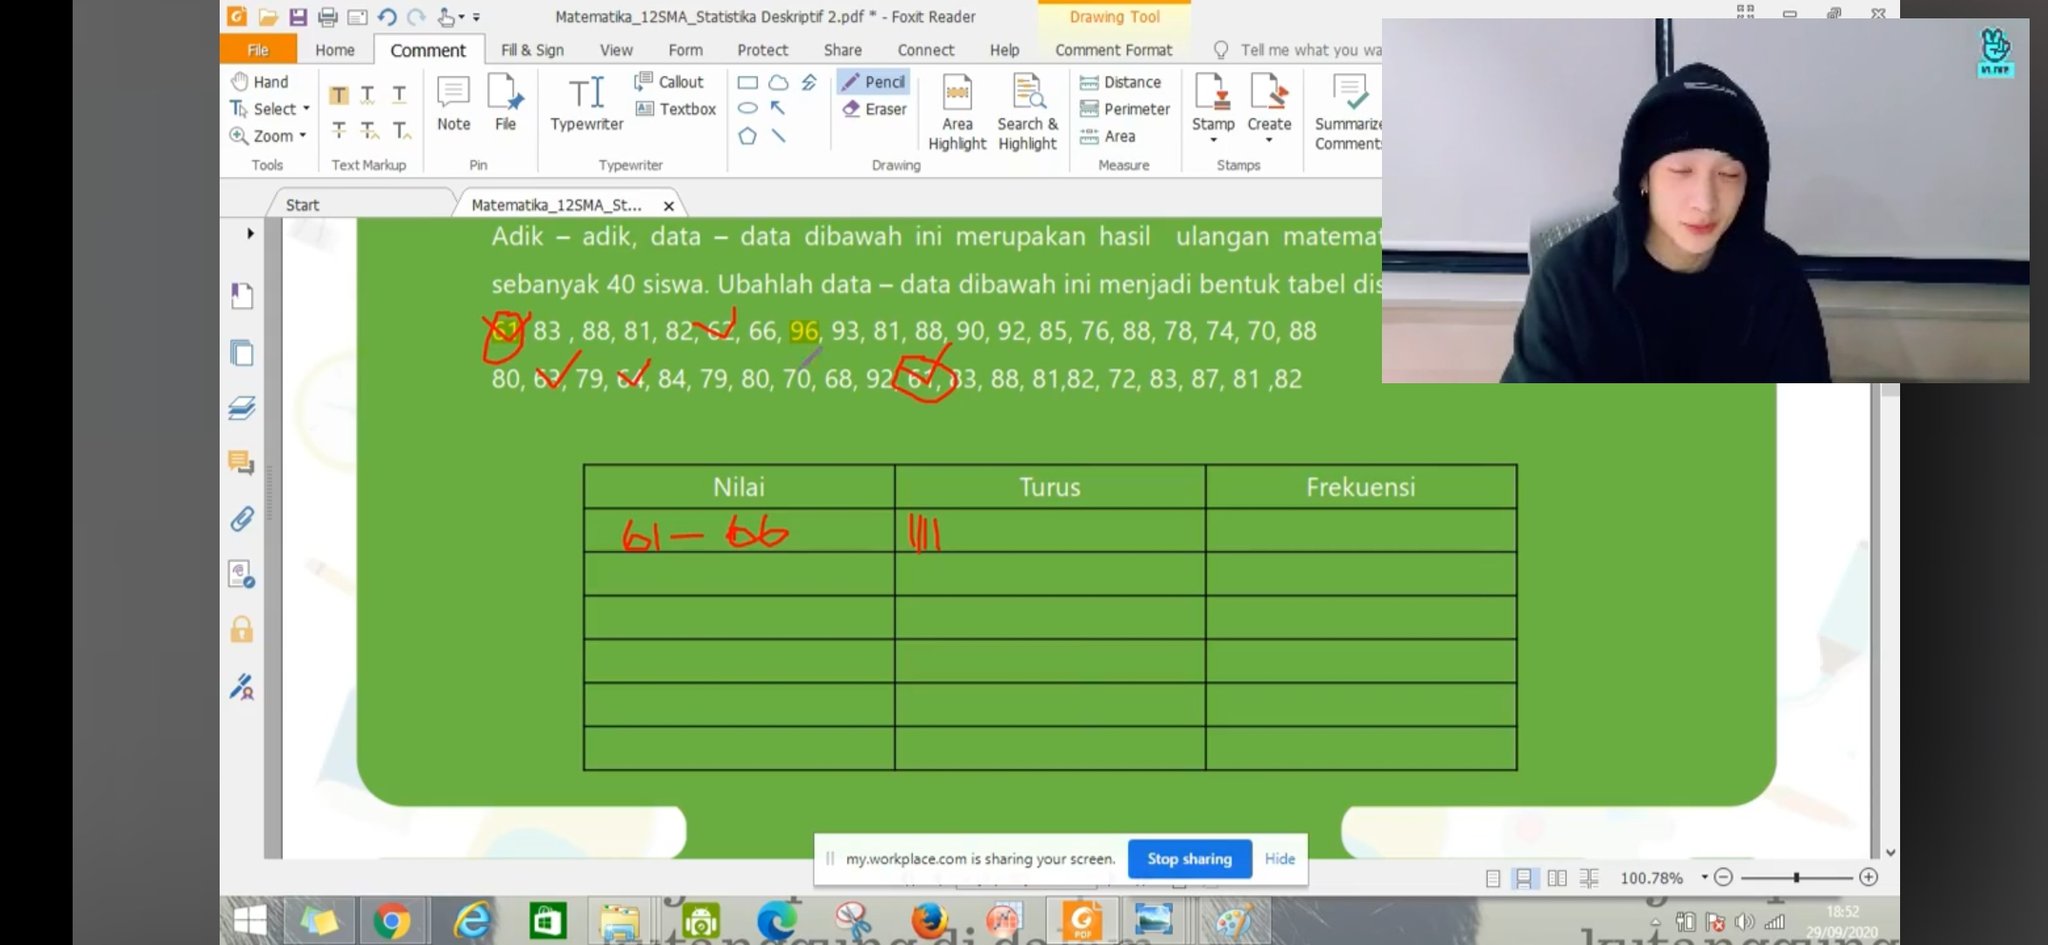 Matematika_12SMA_Statistika Deskriptif 2.pdf * - Foxit Reader
Drawing Tool
File Home Comment Fill & Sign View Form Protect Share Connect Help Comment Format Tell me what you wa
Hand
Select
Zoom
Tools
Text Markup
Note
File
Pin
Typewriter
Callout
Textbox
Typewriter
Pencil
Eraser
Area Highlight
Search & Highlight
Drawing
Distance
Perimeter
Area
Measure
Stamp
Create
Stamps
Summarize
Comment
Start
Matematika_12SMA_St...
Adik – adik, data – data dibawah ini merupakan hasil ulangan matemat
sebanyak 40 siswa. Ubahlah data – data dibawah ini menjadi bentuk tabel dis
61, 83 , 88, 81, 82, 62, 66, 96, 93, 81, 88, 90, 92, 85, 76, 88, 78, 74, 70, 88
80, 63, 79, 64, 84, 79, 80, 70, 68, 92, 61, 83, 88, 81,82, 72, 83, 87, 81 ,82
Nilai Turus Frekuensi
61 – 66 ||||
my.workplace.com is sharing your screen. Stop sharing Hide
100.78%
18:52
29/09/2020